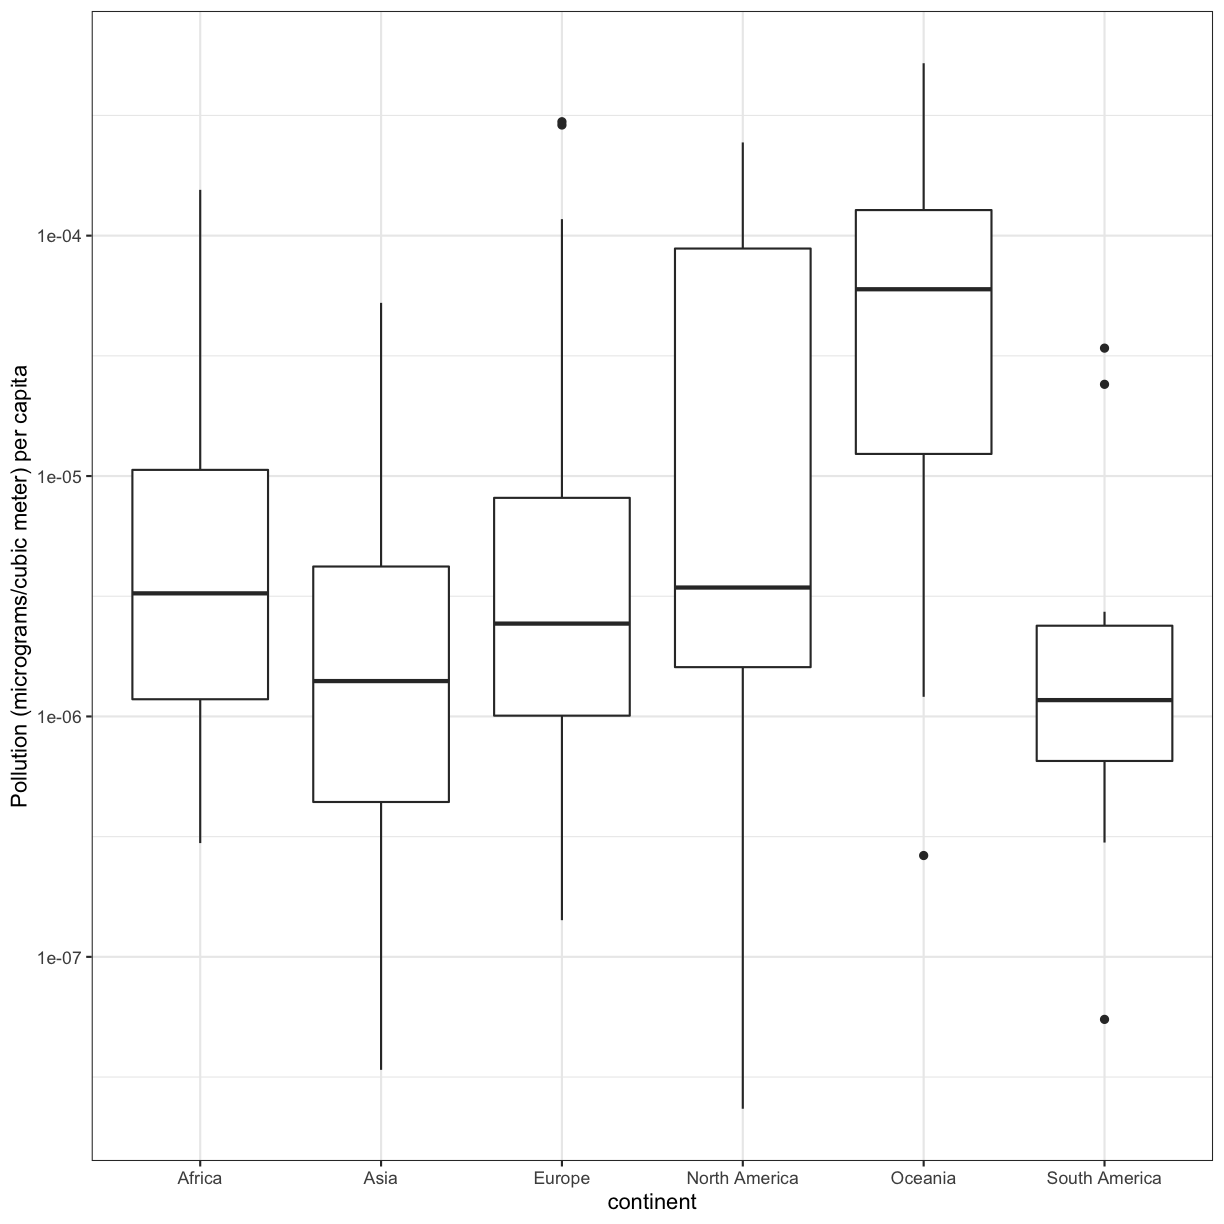 Pollution (micrograms/cubic meter) per capita
1e-04
1e-05
1e-06
1e-07
Africa
Asia
Europe
North America
Oceania
South America
continent